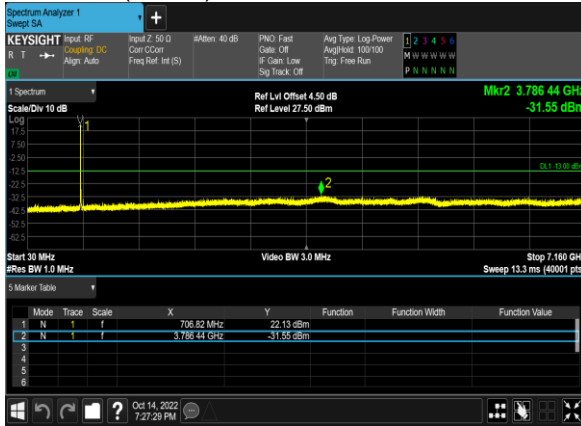 Spectrum Analyzer 1
Swept SA
KEYSIGHT Input: RF Input Z: 50 Ω #Atten: 40 dB PNO: Fast Avg Type: Log-Power 1 2 3 4 5 6
R T Coupling: DC Corr CCorr Gate: Off Avg|Hold: 100/100 M W W W W W
Align: Auto Freq Ref: Int (S) IF Gain: Low Trig: Free Run
Sig Track: Off P N N N N N
LW
1 Spectrum Ref Lvl Offset 4.50 dB Mkr2 3.786 44 GHz
Scale/Div 10 dB Ref Level 27.50 dBm -31.55 dBm
Log
17.5 1
7.50
-2.50
-12.5 DL1 -13.00 dBm
-22.5 2
-32.5
-42.5
-52.5
-62.5
Start 30 MHz Video BW 3.0 MHz Stop 7.160 GH
#Res BW 1.0 MHz Sweep 13.3 ms (40001 pts
5 Marker Table
Mode Trace Scale X Y Function Function Width Function Value
1 N 1 f 706.82 MHz 22.13 dBm
2 N 1 f 3.786 44 GHz -31.55 dBm
3
4
5
6
? Oct 14, 2022
7:27:29 PM